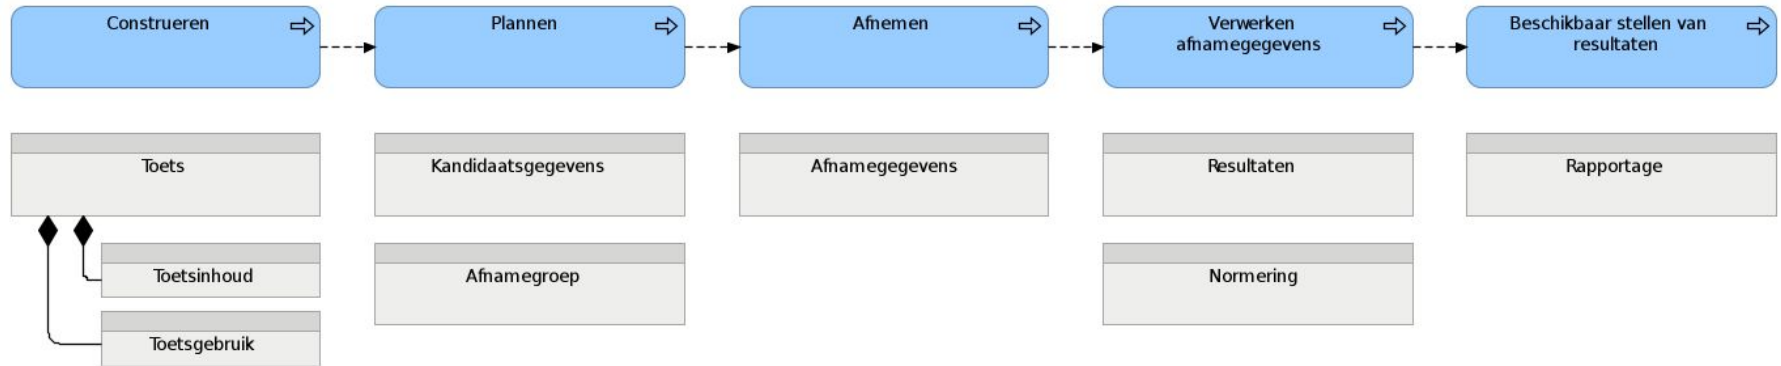 Construeren
Plannen
Afnemen
Verwerken
afnamegegevens
Beschikbaar stellen van
resultaten
Toets
Kandidaatsgegevens
Afnamegegevens
Resultaten
Rapportage
Toetsinhoud
Afnamegroep
Normering
Toetsgebruik